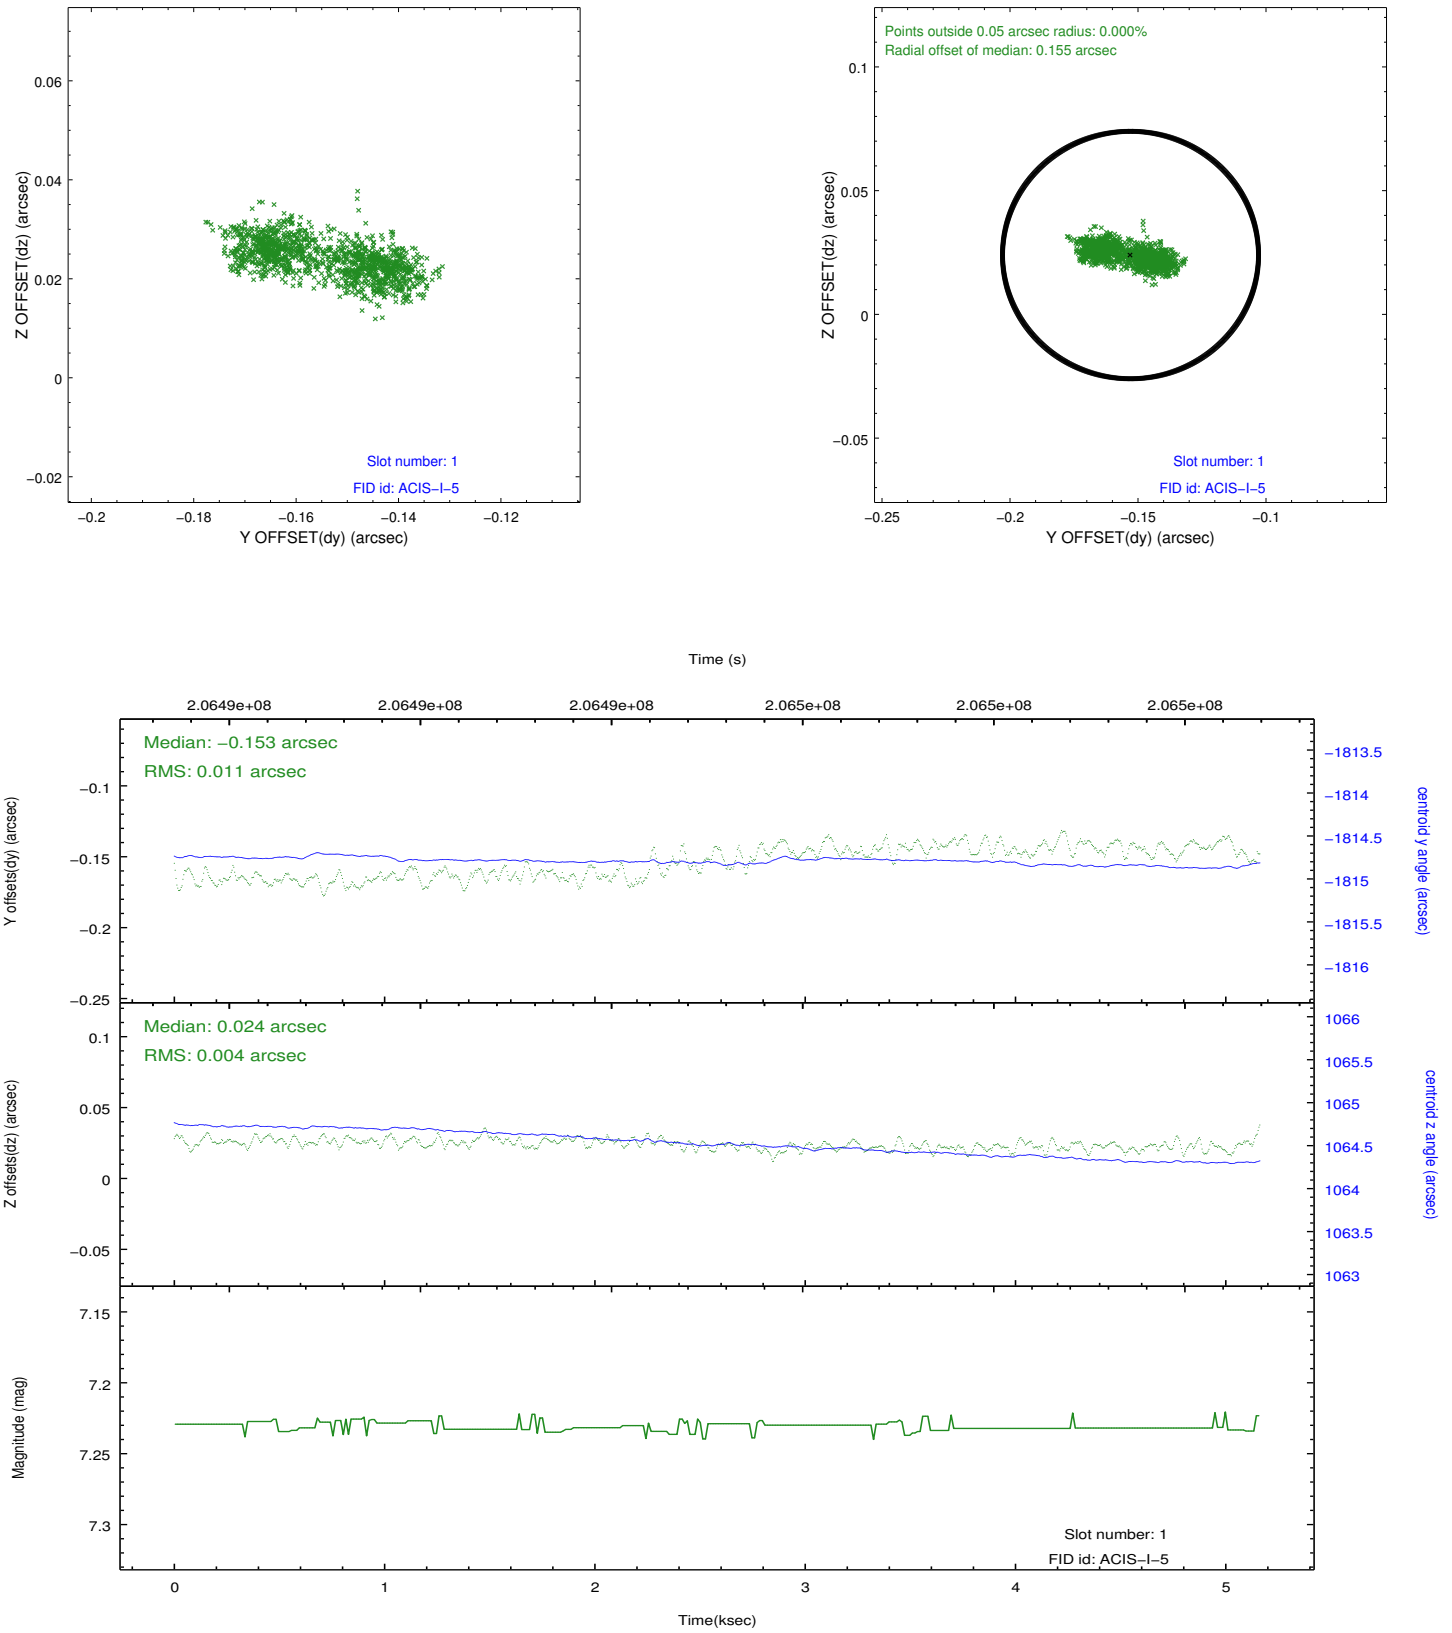 0.06
0.04
0.02
0
−0.02
Z OFFSET(dz) (arcsec)
Slot number: 1
FID id: ACIS−I−5
−0.2 −0.18 −0.16 −0.14 −0.12
Y OFFSET(dy) (arcsec)
Points outside 0.05 arcsec radius: 0.000%
Radial offset of median: 0.155 arcsec
0.1
0.05
0
−0.05
Z OFFSET(dz) (arcsec)
Slot number: 1
FID id: ACIS−I−5
−0.25 −0.2 −0.15 −0.1
Y OFFSET(dy) (arcsec)
Time (s)
2.0649e+08 2.0649e+08 2.0649e+08 2.065e+08 2.065e+08 2.065e+08
Median: −0.153 arcsec
RMS: 0.011 arcsec
−0.1
−0.15
−0.2
−0.25
Y offsets(dy) (arcsec)
−1813.5
−1814
−1814.5
−1815
−1815.5
−1816
centroid y angle (arcsec)
Median: 0.024 arcsec
RMS: 0.004 arcsec
0.1
0.05
0
−0.05
Z offsets(dz) (arcsec)
1066
1065.5
1065
1064.5
1064
1063.5
1063
centroid z angle (arcsec)
7.15
7.2
7.25
7.3
Magnitude (mag)
Slot number: 1
FID id: ACIS−I−5
0 1 2 3 4 5
Time(ksec)